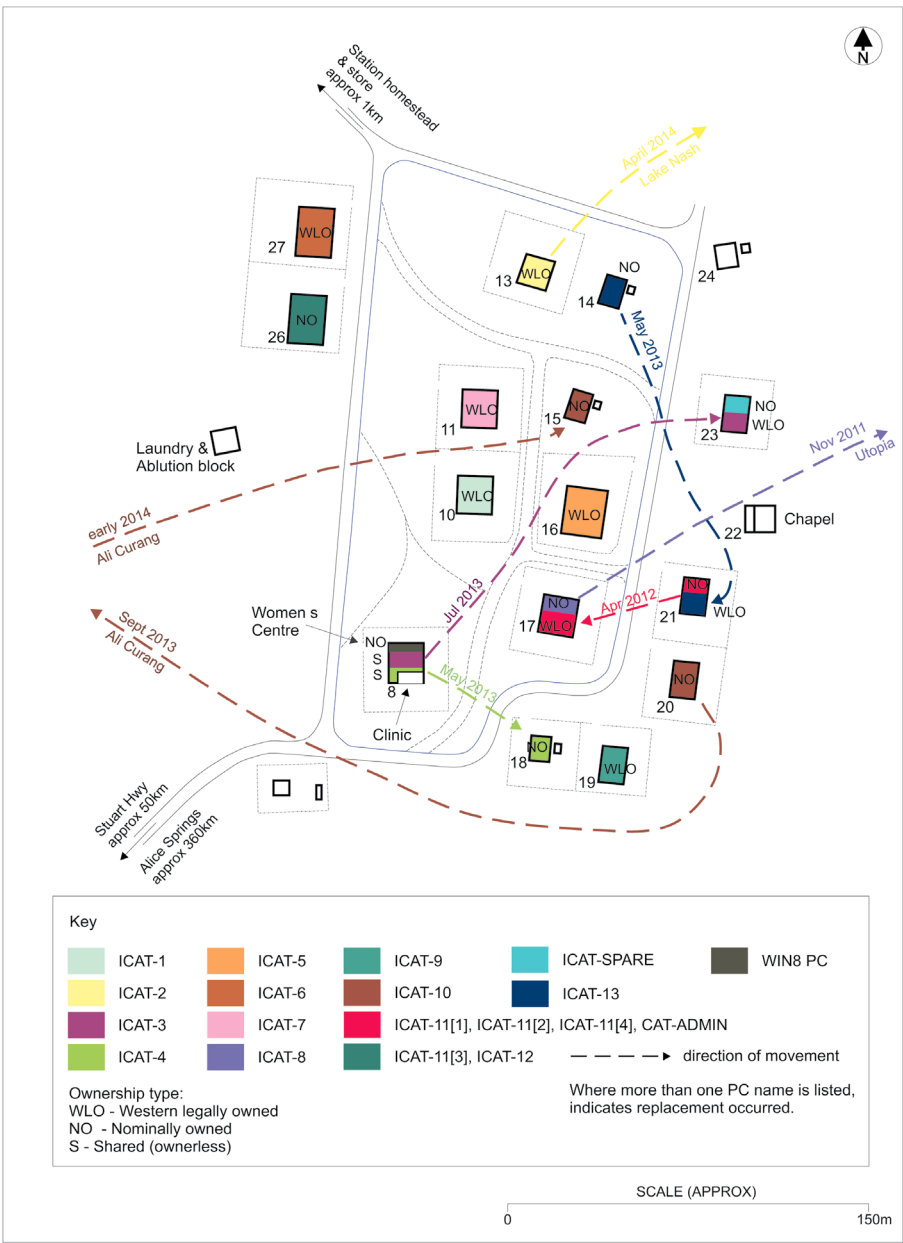 N
Station homestead
& store
approx 1km
April 2014
Lake Nash
WLO
27
WLO
13
NO
14
24
NO
26
May 2013
WLO
11
NO
15
NO
WLO
23
Nov 2011
Utopia
Laundry &
Ablution block
WLO
10
WLO
16
early 2014
Ali Curang
22
Chapel
Jul 2013
Apr 2012
NO
WLO
17
NO
WLO
21
Women s
Centre
Sept 2013
Ali Curang
NO
S
S
8
May 2013
Clinic
NO
20
NO
18
WLO
19
Stuart Hwy
approx 50km
Alice Springs
approx 360km
Key
ICAT-1
ICAT-5
ICAT-9
ICAT-SPARE
WIN8 PC
ICAT-2
ICAT-6
ICAT-10
ICAT-13
ICAT-3
ICAT-7
ICAT-11[1], ICAT-11[2], ICAT-11[4], CAT-ADMIN
ICAT-4
ICAT-8
ICAT-11[3], ICAT-12
direction of movement
Ownership type:
WLO - Western legally owned
NO - Nominally owned
S - Shared (ownerless)
Where more than one PC name is listed,
indicates replacement occurred.
SCALE (APPROX)
0
150m